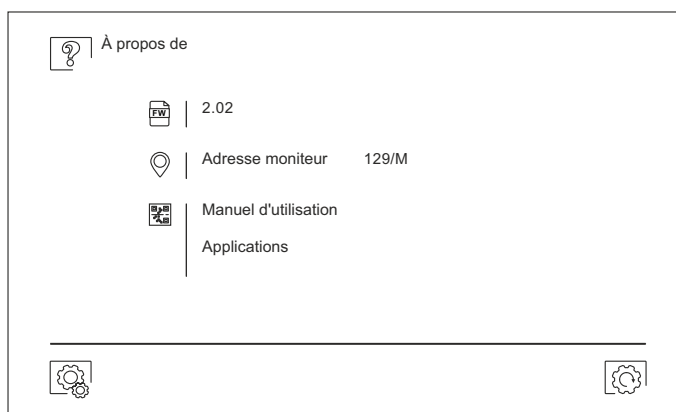 À propos de
FW
2.02
Adresse moniteur 129/M
Manuel d'utilisation
Applications